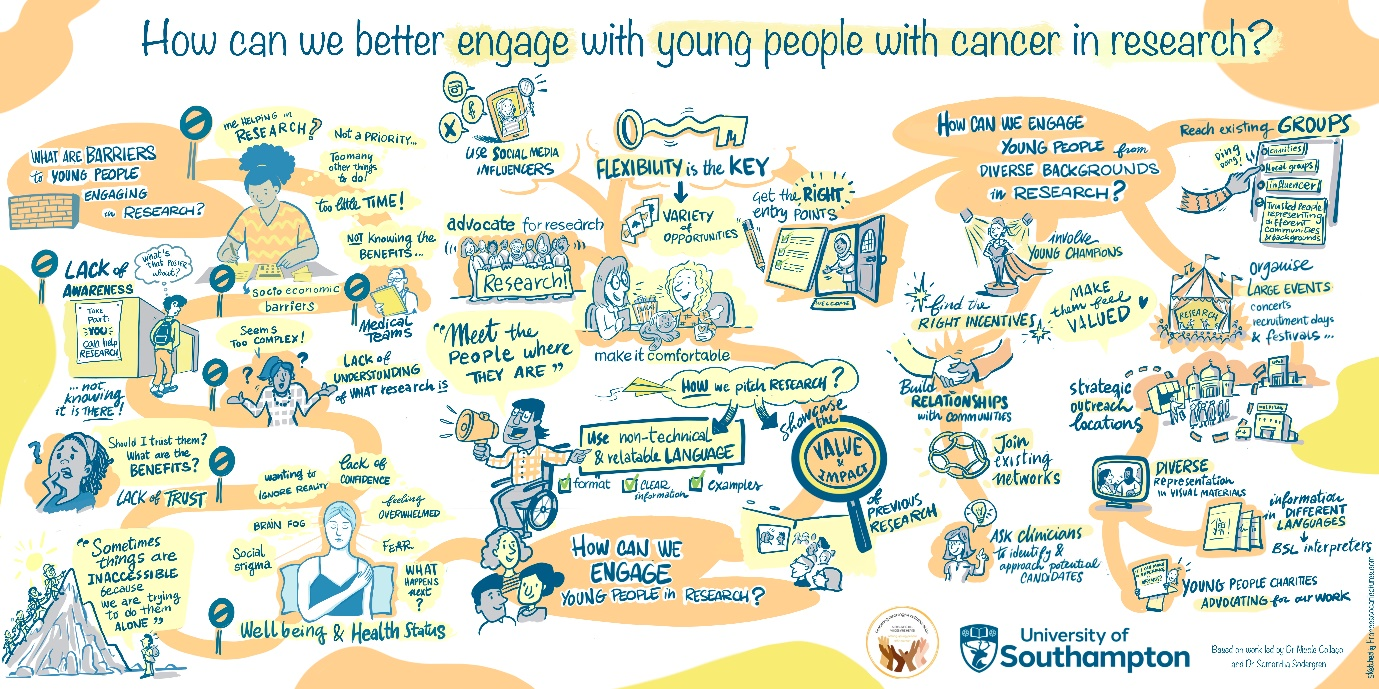 How can we better engage with young people with cancer in research?
WHAT ARE BARRIERS
to YOUNG PEOPLE
ENGAGING
in RESEARCH?
me HELPING in
RESEARCH?
Not a PRIORITY...
Too many
other things
to do!
too little TIME!
NOT Knowing the
BENEFITS...
LACK of
AWARENESS
what's
that POSTER
about?
TAKE
Part:
YOU
can help
RESEARCH
... not
knowing
it is THERE"!
socio economic
barriers
Medical
TEAMS
Seems
TOO COMPLEX!
LACK of
UNDERSTANDING
of WHAT research is
Should I trust them?
What are the
BENEFITS?
LACK of TRUST
wanting to
IGNORE REALITY
lack of
CONFIDENCE
BRAIN FOG
feeling
OVERWHELMED
Social
stigma
FEAR
WHAT
HAPPENS
next
?
Wellbeing & Health Status
"Sometimes
things are
INACCESSIBLE
because
we are trying
to do them
ALONE"
USE SOCIAL MEDIA
INFLUENCERS
FLEXIBILITY is the KEY
VARIETY
of
OPPORTUNITIES
Get the RIGHT
entry POINTS
WELCOME
advocate for research
Research!
make it comfortable
"Meet the
PEOPLE where
THEY ARE"
HOW we pitch RESEARCH?
Use non-technical
& relatable LANGUAGE
format
CLEAR
information
examples
Showcase
the
VALUE
&
IMPACT
of
PREVIOUS
RESEARCH
HOW CAN WE
ENGAGE
YOUNG PEOPLE in RESEARCH?
HOW CAN WE ENGAGE
YOUNG PEOPLE from
DIVERSE BACKGROUNDS
in RESEARCH?
Reach existing GROUPS
Ding
Dong!
charities
local groups
influencer
Trusted People
representing
different
communities
& backgrounds
involve
YOUNG CHAMPIONS
find the
RIGHT INCENTIVES
MAKE
them feel
VALUED
ORGANISE
LARGE EVENTS
concerts
recruitment days
& festivals...
RESEARCH
Build
RELATIONSHIPS
with COMMUNITIES
strategic
outreach
locations
HOSPITAL
Join
existing
networks
DIVERSE
Representation
IN VISUAL MATERIALS
information
in DIFFERENT
LANGUAGES
BSL interpreters
ASK clinicians
to identify &
approach potential
CANDIDATES
YOUNG PEOPLE CHARITIES
ADVOCATING for our WORK
University of
Southampton
Based on work led by Dr Nicole Collaço
and Dr Samantha Sodergren